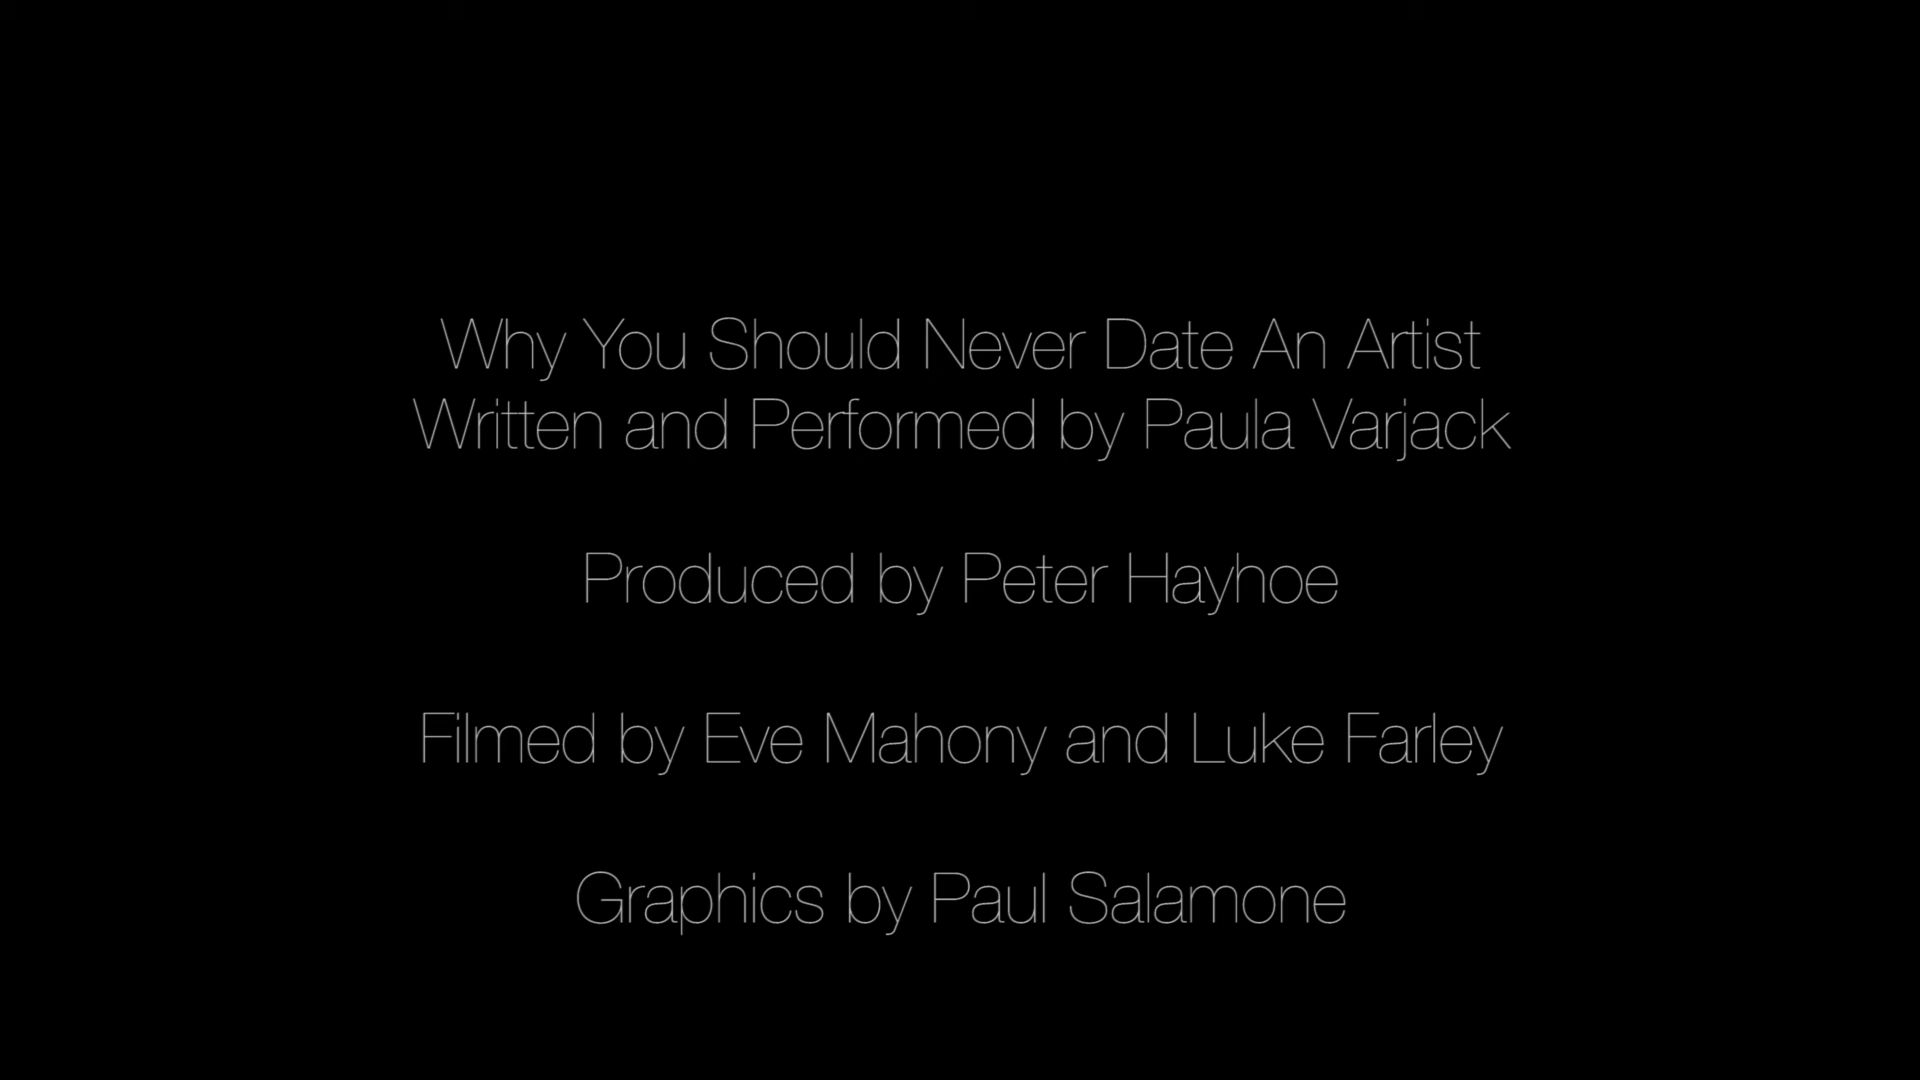 Why You Should Never Date An Artist
Written and Performed by Paula Varjack
Produced by Peter Hayhoe
Filmed by Eve Mahony and Luke Farley
Graphics by Paul Salamone